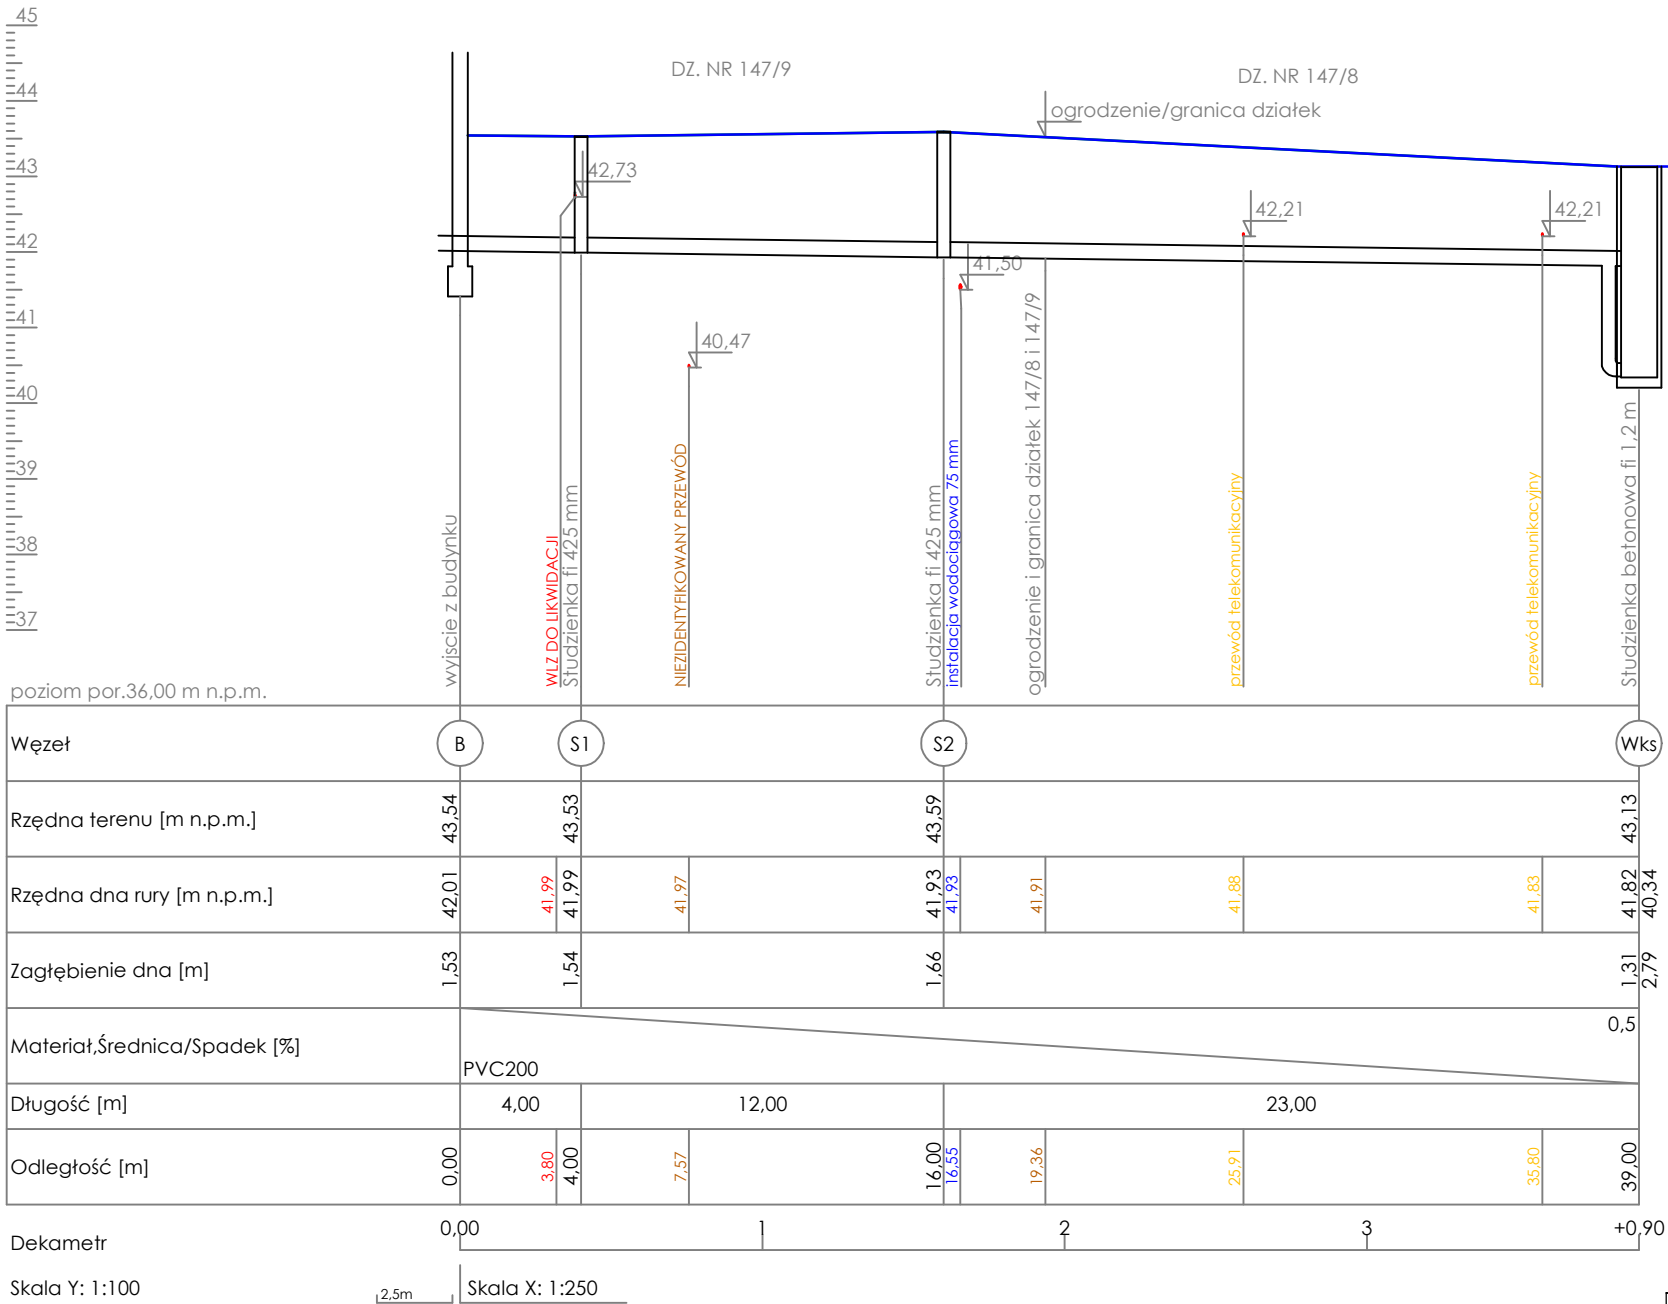 45
44
43
42
41
40
39
38
37
DZ. NR 147/9
DZ. NR 147/8
ogrodzenie/granica działek
42,73
42,21
42,21
41,50
40,47
wyjscie z budynku
WLZ DO LIKWIDACJI
Studzienka fi 425 mm
NIEZIDENTYFIKOWANY PRZEWÓD
Studzienka fi 425 mm
instalacja wodociągowa 75 mm
ogrodzenie i granica działek 147/8 i 147/9
przewód telekomunikacyjny
przewód telekomunikacyjny
Studzienka betonowa fi 1,2 m
poziom por.36,00 m n.p.m.
Węzeł B S1 S2 Wks
Rzędna terenu [m n.p.m.] 43,54 43,53 43,59 43,13
Rzędna dna rury [m n.p.m.] 42,01 41,99 41,99 41,97 41,93 41,93 41,91 41,88 41,83 41,82 40,34
Zagłębienie dna [m] 1,53 1,54 1,66 1,31 2,79
Materiał,Średnica/Spadek [%] PVC200 0,5
Długość [m] 4,00 12,00 23,00
Odległość [m] 0,00 3,80 4,00 7,57 16,00 16,55 19,36 25,91 35,80 39,00
Dekametr 0,00 1 2 3 +0,90
Skala Y: 1:100 2,5m Skala X: 1:250